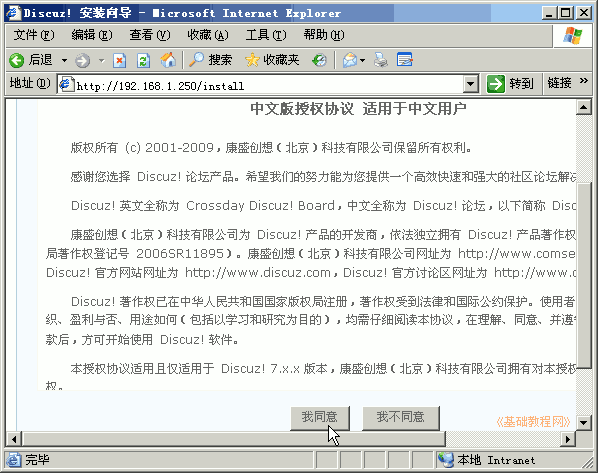 Discuz! 安装向导 - Microsoft Internet Explorer
文件(F) 编辑(E) 查看(V) 收藏(A) 工具(T) 帮助(H)
后退 搜索 收藏夹
地址(D) http://192.168.1.250/install 转到 链接 »
中文版授权协议 适用于中文用户
版权所有 (c) 2001-2009，康盛创想（北京）科技有限公司保留所有权利。
感谢您选择 Discuz! 论坛产品。希望我们的努力能为您提供一个高效快速和强大的社区论坛解决
Discuz! 英文全称为 Crossday Discuz! Board，中文全称为 Discuz! 论坛，以下简称 Disc
康盛创想（北京）科技有限公司为 Discuz! 产品的开发商，依法独立拥有 Discuz! 产品著作权
局著作权登记号 2006SR11895）。康盛创想（北京）科技有限公司网址为 http://www.comse
Discuz! 官方网站网址为 http://www.discuz.com，Discuz! 官方讨论区网址为 http://www.
Discuz! 著作权已在中华人民共和国国家版权局注册，著作权受到法律和国际公约保护。使用者
织、盈利与否、用途如何（包括以学习和研究为目的），均需仔细阅读本协议，在理解、同意、并遵
款后，方可开始使用 Discuz! 软件。
本授权协议适用且仅适用于 Discuz! 7.x.x 版本，康盛创想（北京）科技有限公司拥有对本授权
权。
我同意 我不同意
《基础教程网》
完毕 本地 Intranet